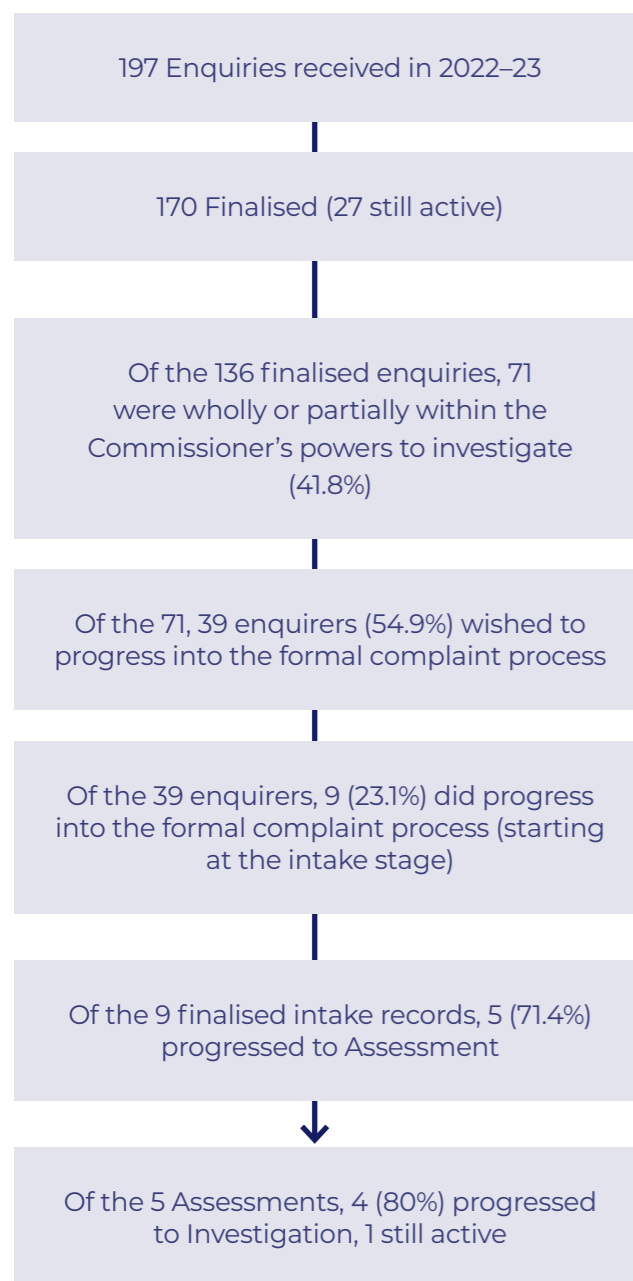 197 Enquiries received in 2022–23
170 Finalised (27 still active)
Of the 136 finalised enquiries, 71
were wholly or partially within the
Commissioner’s powers to investigate
(41.8%)
Of the 71, 39 enquirers (54.9%) wished to
progress into the formal complaint process
Of the 39 enquirers, 9 (23.1%) did progress
into the formal complaint process (starting
at the intake stage)
Of the 9 finalised intake records, 5 (71.4%)
progressed to Assessment
Of the 5 Assessments, 4 (80%) progressed
to Investigation, 1 still active